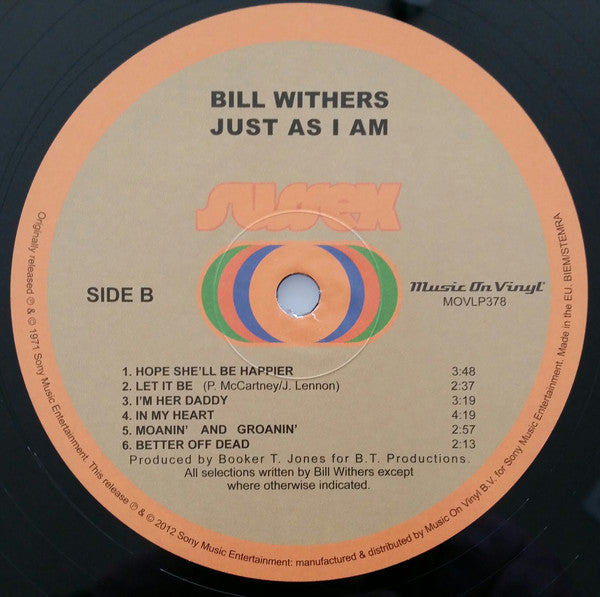 BILL WITHERS
JUST AS I AM
sussex
SIDE B
Music On Vinyl
MOVLP378
1. HOPE SHE'LL BE HAPPIER 3:48
2. LET IT BE (P. McCartney/J. Lennon) 2:37
3. I'M HER DADDY 3:19
4. IN MY HEART 4:19
5. MOANIN' AND GROANIN' 2:57
6. BETTER OFF DEAD 2:13
Produced by Booker T. Jones for B.T. Productions.
All selections written by Bill Withers except
where otherwise indicated.
Originally released ℗ & © 1971 Sony Music Entertainment. This release ℗ & © 2012 Sony Music Entertainment: manufactured & distributed by Music On Vinyl B.V. for Sony Music Entertainment. Made in the EU. BIEM/STEMRA